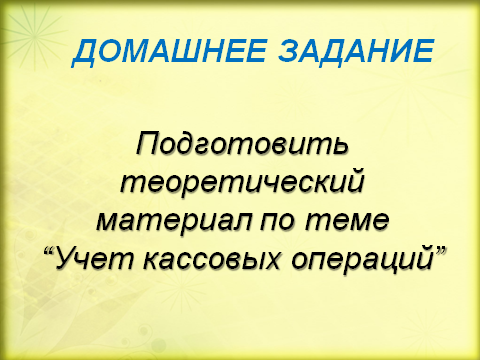 ДОМАШНЕЕ ЗАДАНИЕ
Подготовить
теоретический
материал по теме
“Учет кассовых операций”